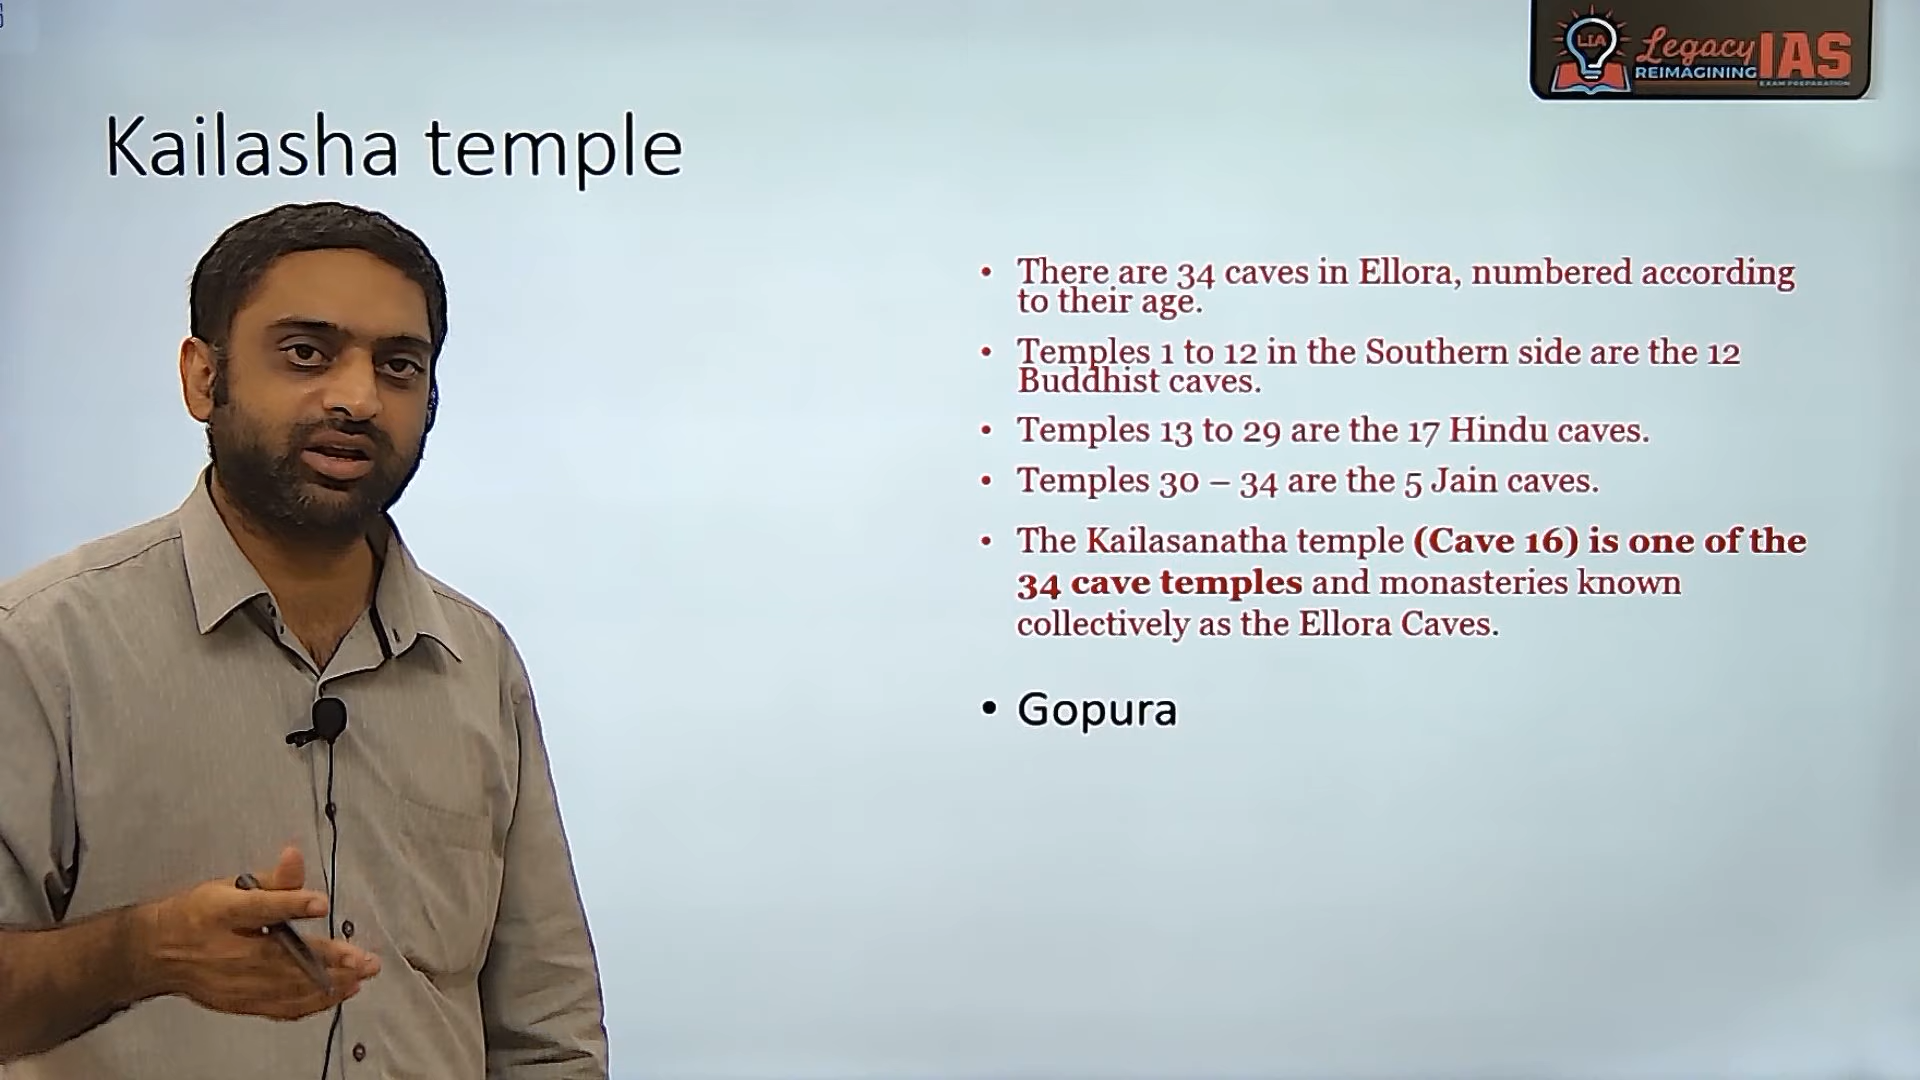 LIA
Legacy
REIMAGINING
IAS
EXAM PREPARATION
Kailasha temple
• There are 34 caves in Ellora, numbered according
to their age.
• Temples 1 to 12 in the Southern side are the 12
Buddhist caves.
• Temples 13 to 29 are the 17 Hindu caves.
• Temples 30 – 34 are the 5 Jain caves.
• The Kailasanatha temple (Cave 16) is one of the
34 cave temples and monasteries known
collectively as the Ellora Caves.
• Gopura